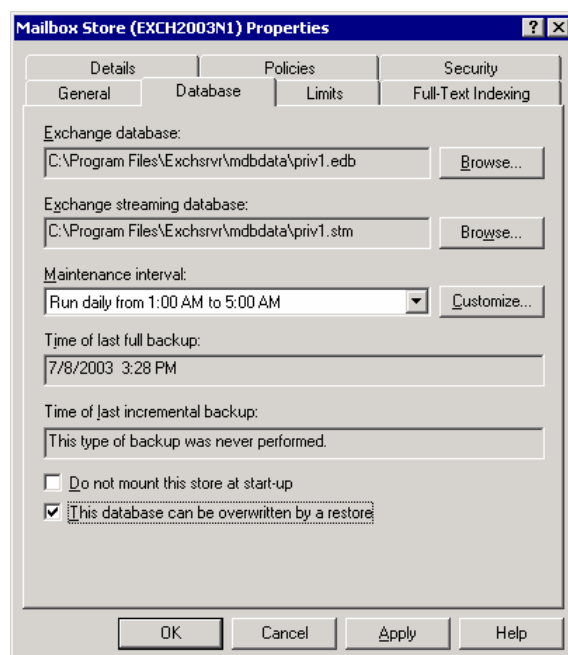 Mailbox Store (EXCH2003N1) Properties
Details Policies Security
General Database Limits Full-Text Indexing
Exchange database:
C:\Program Files\Exchsrvr\mdbdata\priv1.edb Browse...
Exchange streaming database:
C:\Program Files\Exchsrvr\mdbdata\priv1.stm Browse...
Maintenance interval:
Run daily from 1:00 AM to 5:00 AM Customize...
Time of last full backup:
7/8/2003 3:28 PM
Time of last incremental backup:
This type of backup was never performed.
Do not mount this store at start-up
This database can be overwritten by a restore
OK Cancel Apply Help